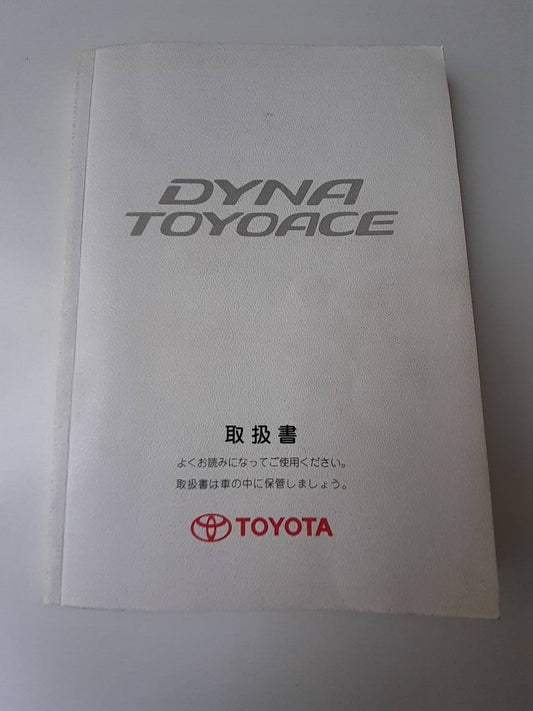 DYNA
TOYOACE
取扱書
よくお読みになってご使用ください。
取扱書は車の中に保管しましょう。
TOYOTA